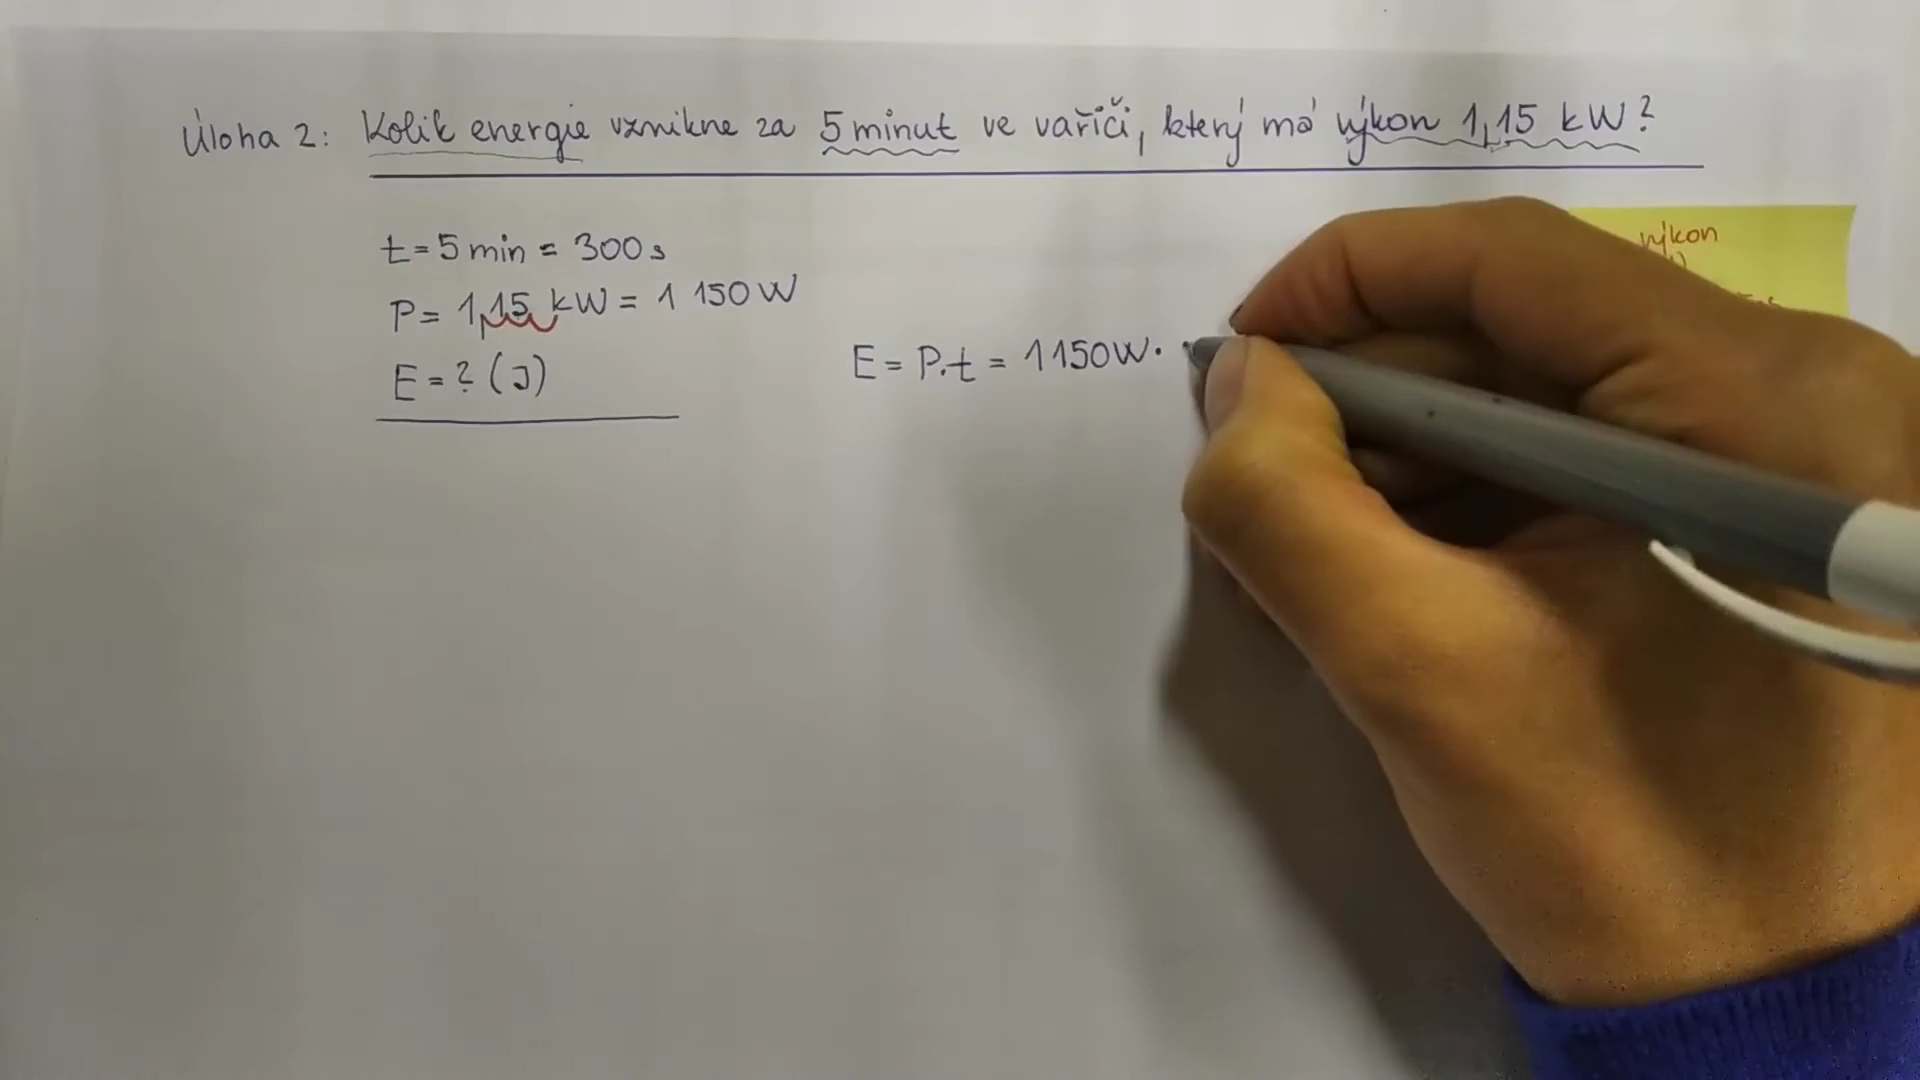 Úloha 2: Kolik energie vznikne za 5 minut ve vařiči, který má výkon 1,15 kW?
t = 5 min = 300 s
P = 1,15 kW = 1 150 W
E = ? (J)
E = P.t = 1150W·
výkon